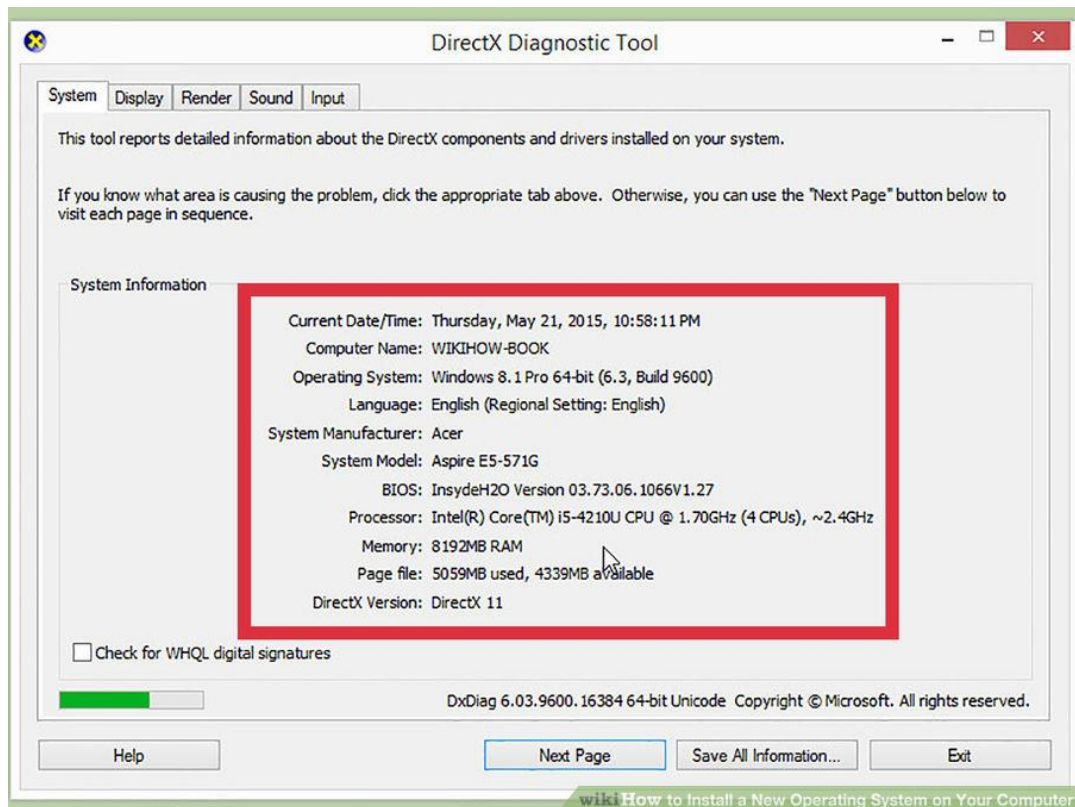 DirectX Diagnostic Tool
System Display Render Sound Input
This tool reports detailed information about the DirectX components and drivers installed on your system.
If you know what area is causing the problem, click the appropriate tab above. Otherwise, you can use the "Next Page" button below to
visit each page in sequence.
System Information
Current Date/Time: Thursday, May 21, 2015, 10:58:11 PM
Computer Name: WIKIHOW-BOOK
Operating System: Windows 8.1 Pro 64-bit (6.3, Build 9600)
Language: English (Regional Setting: English)
System Manufacturer: Acer
System Model: Aspire E5-571G
BIOS: InsydeH2O Version 03.73.06.1066V1.27
Processor: Intel(R) Core(TM) i5-4210U CPU @ 1.70GHz (4 CPUs), ~2.4GHz
Memory: 8192MB RAM
Page file: 5059MB used, 4339MB available
DirectX Version: DirectX 11
Check for WHQL digital signatures
DxDiag 6.03.9600.16384 64-bit Unicode Copyright © Microsoft. All rights reserved.
Help Next Page Save All Information... Exit
wikiHow to Install a New Operating System on Your Computer